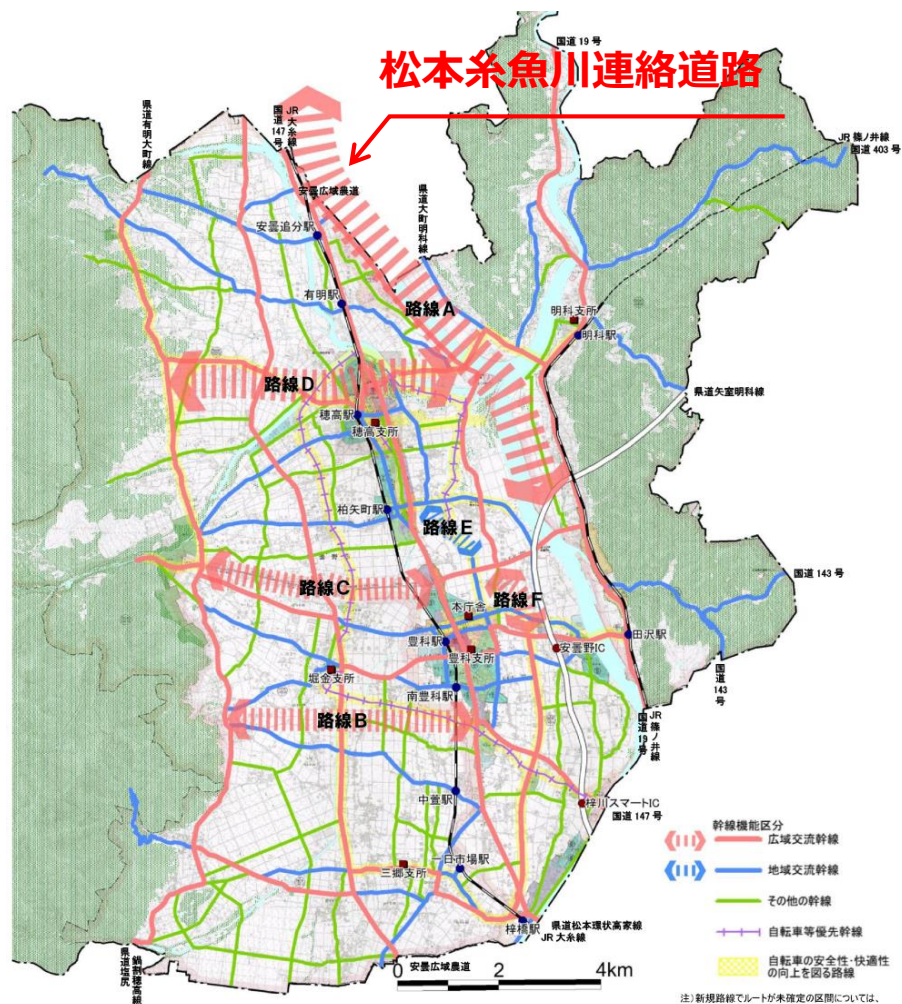 国道19号
松本糸魚川連絡道路
県道有明大町線
国道147号
JR大糸線
JR 篠ノ井線
国道 403号
安曇広域農道
県道大町明科線
安曇追分駅
有明駅
路線A
明科支所
明科駅
路線D
県道矢室明科線
穂高駅
穂高支所
柏矢町駅
路線E
国道 143号
路線C
路線F
本庁舎
豊科駅
田沢駅
安曇野IC
豊科支所
堀金支所
南豊科駅
国道143号
国道19号
JR篠ノ井線
路線B
中萱駅
梓川スマートIC
国道 147号
幹線機能区分
広域交流幹線
一日市場駅
地域交流幹線
三郷支所
その他の幹線
梓橋駅
県道松本環状高家線
JR 大糸線
自転車等優先幹線
県道塩尻鍋割穂高線
安曇広域農道
自転車の安全性・快適性
の向上を図る路線
0 2 4km
注）新規路線でルートが未確定の区間については、